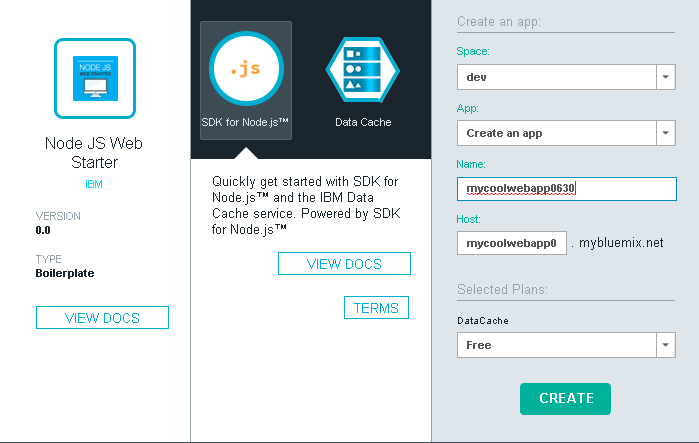 NODE JS
WEB STARTER
Node JS Web
Starter
IBM
VERSION
0.0
TYPE
Boilerplate
VIEW DOCS
.js
SDK for Node.js™
Data Cache
Quickly get started with SDK for
Node.js™ and the IBM Data
Cache service. Powered by SDK
for Node.js™
VIEW DOCS
TERMS
Create an app:
Space:
dev
App:
Create an app
Name:
mycoolwebapp0630
Host:
mycoolwebapp0 . mybluemix.net
Selected Plans:
DataCache
Free
CREATE